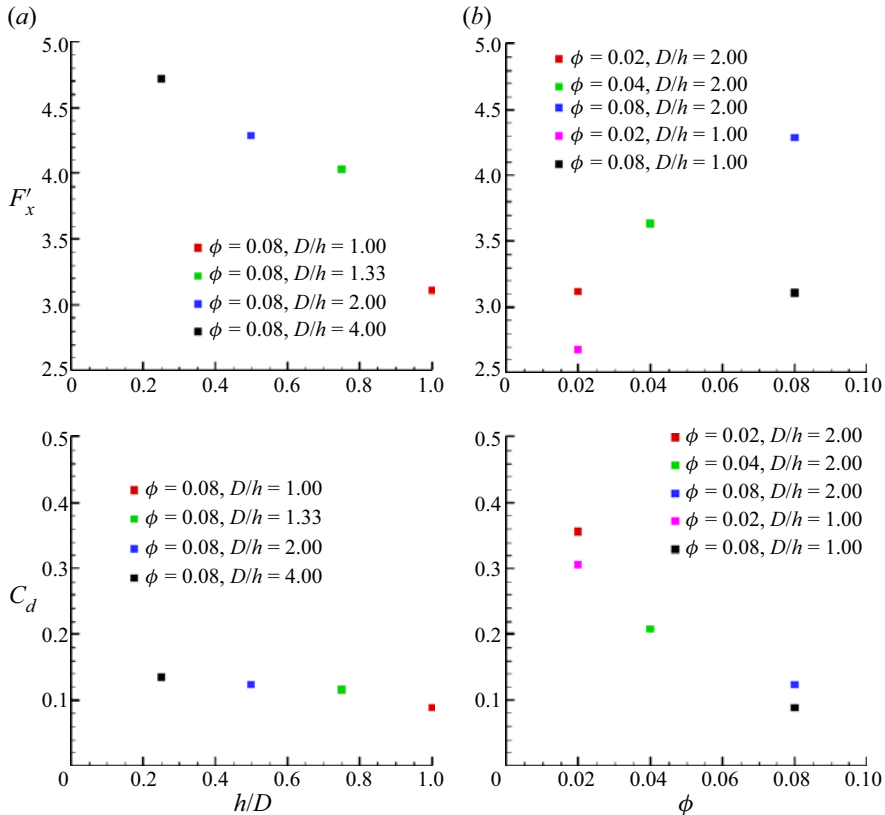 (a)
5.0
4.5
4.0
F′x
3.5
3.0
2.5
0
0.2
0.4
0.6
0.8
1.0
ϕ = 0.08, D/h = 1.00
ϕ = 0.08, D/h = 1.33
ϕ = 0.08, D/h = 2.00
ϕ = 0.08, D/h = 4.00
(b)
5.0
4.5
4.0
3.5
3.0
2.5
0
0.02
0.04
0.06
0.08
0.10
ϕ = 0.02, D/h = 2.00
ϕ = 0.04, D/h = 2.00
ϕ = 0.08, D/h = 2.00
ϕ = 0.02, D/h = 1.00
ϕ = 0.08, D/h = 1.00
0.5
0.4
0.3
Cd
0.2
0.1
0
0.2
0.4
0.6
0.8
1.0
h/D
ϕ = 0.08, D/h = 1.00
ϕ = 0.08, D/h = 1.33
ϕ = 0.08, D/h = 2.00
ϕ = 0.08, D/h = 4.00
0.5
0.4
0.3
0.2
0.1
0
0.02
0.04
0.06
0.08
0.10
ϕ
ϕ = 0.02, D/h = 2.00
ϕ = 0.04, D/h = 2.00
ϕ = 0.08, D/h = 2.00
ϕ = 0.02, D/h = 1.00
ϕ = 0.08, D/h = 1.00